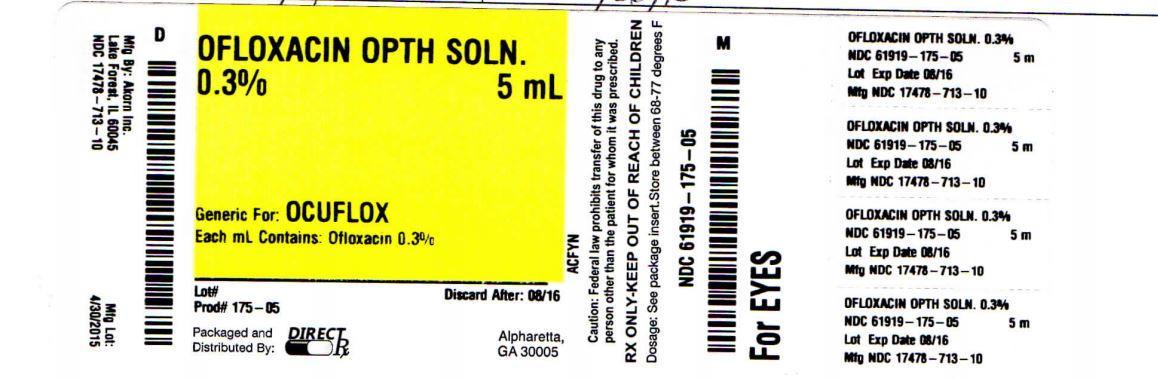 Mfg By: Akorn Inc.
Lake Forest, IL 60045
NDC 17478-713-10
Mfg Lot:
4/30/2015
D
OFLOXACIN OPTH SOLN.
0.3% 5 mL
Generic For: OCUFLOX
Each mL Contains: Ofloxacin 0.3%
Lot# Discard After: 08/16
Prod# 175-05
Packaged and
Distributed By: DIRECT Rx
Alpharetta,
GA 30005
ACFYN
Caution: Federal law prohibits transfer of this drug to any
person other than the patient for whom it was prescribed.
RX ONLY-KEEP OUT OF REACH OF CHILDREN
Dosage: See package insert.Store between 68-77 degrees F
NDC 61919-175-05
M
For EYES
OFLOXACIN OPTH SOLN. 0.3%
NDC 61919-175-05 5 m
Lot Exp Date 08/16
Mfg NDC 17478-713-10
OFLOXACIN OPTH SOLN. 0.3%
NDC 61919-175-05 5 m
Lot Exp Date 08/16
Mfg NDC 17478-713-10
OFLOXACIN OPTH SOLN. 0.3%
NDC 61919-175-05 5 m
Lot Exp Date 08/16
Mfg NDC 17478-713-10
OFLOXACIN OPTH SOLN. 0.3%
NDC 61919-175-05 5 m
Lot Exp Date 08/16
Mfg NDC 17478-713-10